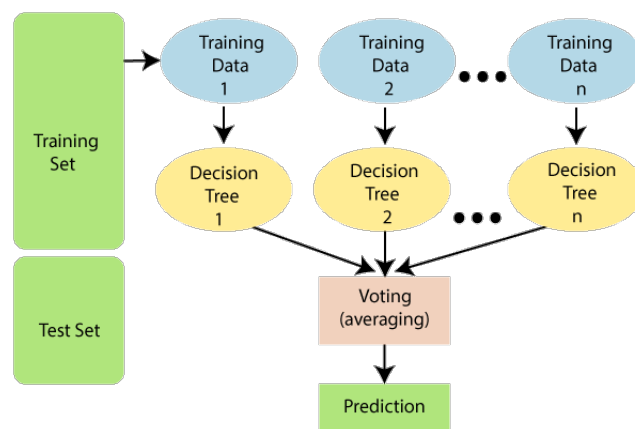 Training
Set
Training
Data
1
Training
Data
2
Training
Data
n
Decision
Tree
1
Decision
Tree
2
Decision
Tree
n
Test Set
Voting
(averaging)
Prediction